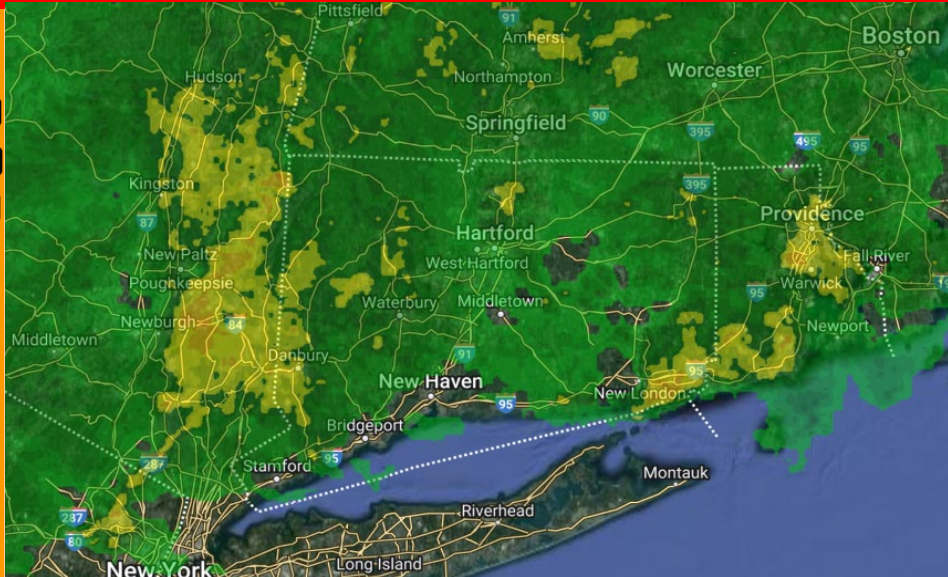 Pittsfield
91
Amherst
Boston
Hudson
Northampton
Worcester
90
Springfield
395
495
95
Kingston
395
87
Providence
Hartford
New Paltz
West Hartford
Fall River
Poughkeepsie
Warwick
95
Waterbury
Middletown
Newburgh
84
Newport
Middletown
91
Danbury
95
New Haven
New London
95
Bridgeport
95
287
Stamford
Montauk
Riverhead
287
80
Long Island
New York